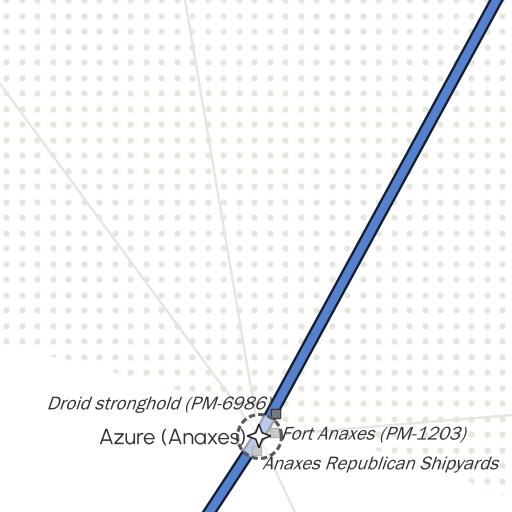 Droid stronghold (PM-6986)
Azure (Anaxes)
Fort Anaxes (PM-1203)
Anaxes Republican Shipyards